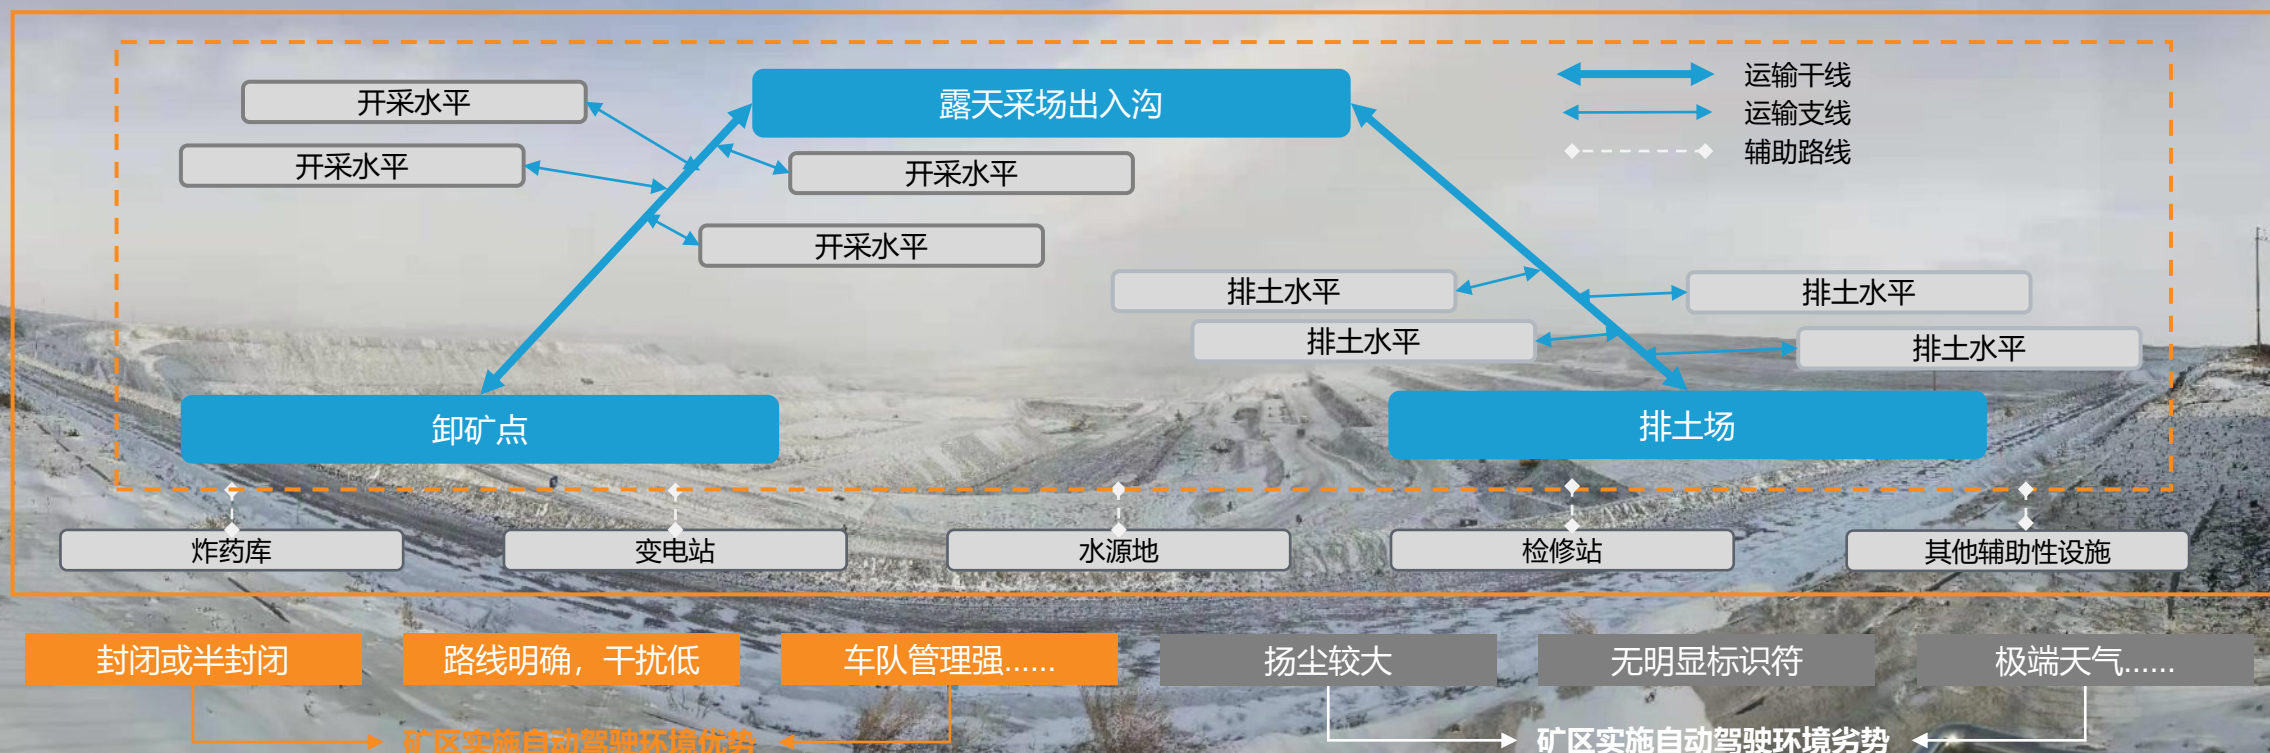 露天采场出入沟
运输干线
运输支线
辅助路线
开采水平
开采水平
开采水平
开采水平
排土水平
排土水平
排土水平
排土水平
卸矿点
排土场
炸药库
变电站
水源地
检修站
其他辅助性设施
封闭或半封闭
路线明确，干扰低
车队管理强......
扬尘较大
无明显标识符
极端天气......
矿区实施自动驾驶环境优势
矿区实施自动驾驶环境劣势